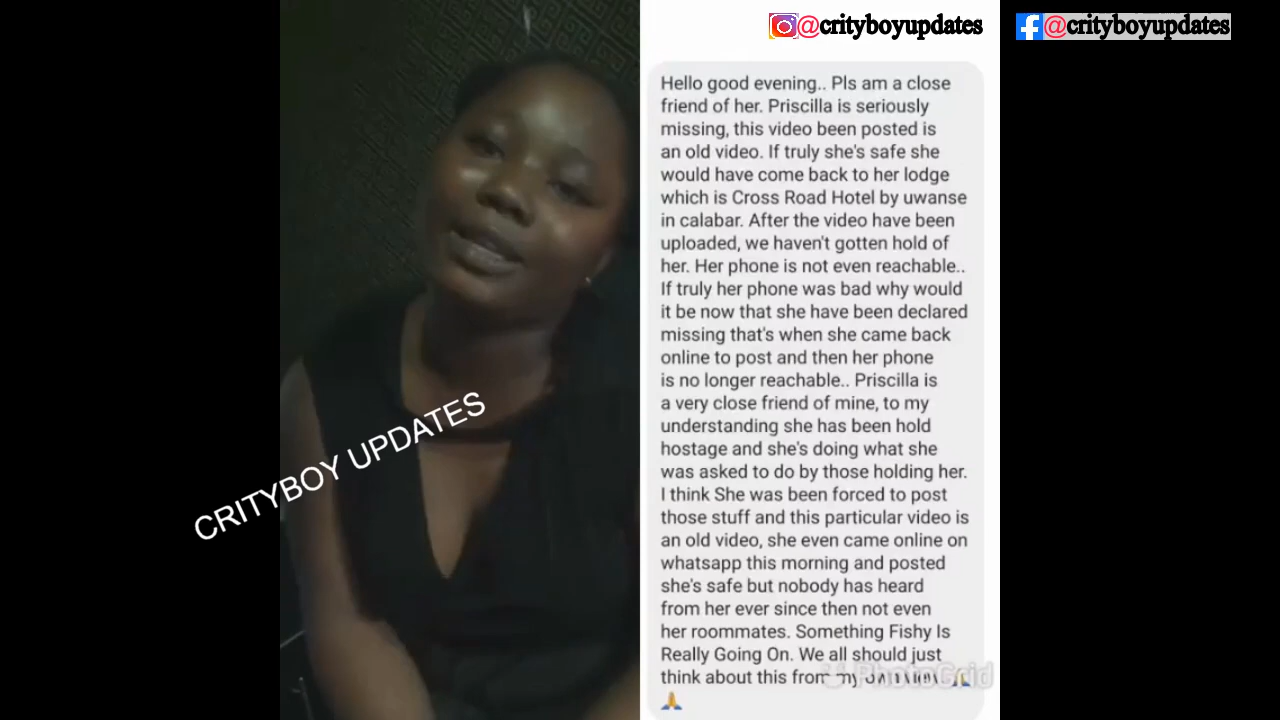 @crityboyupdates
@crityboyupdates
Hello good evening.. Pls am a close
friend of her. Priscilla is seriously
missing, this video been posted is
an old video. If truly she's safe she
would have come back to her lodge
which is Cross Road Hotel by uwanse
in calabar. After the video have been
uploaded, we haven't gotten hold of
her. Her phone is not even reachable..
If truly her phone was bad why would
it be now that she have been declared
missing that's when she came back
online to post and then her phone
is no longer reachable.. Priscilla is
a very close friend of mine, to my
understanding she has been hold
hostage and she's doing what she
was asked to do by those holding her.
I think She was been forced to post
those stuff and this particular video is
an old video, she even came online on
whatsapp this morning and posted
she's safe but nobody has heard
from her ever since then not even
her roommates. Something Fishy Is
Really Going On. We all should just
think about this from my own view 🙏
🙏
PhotoGrid
CRITYBOY UPDATES